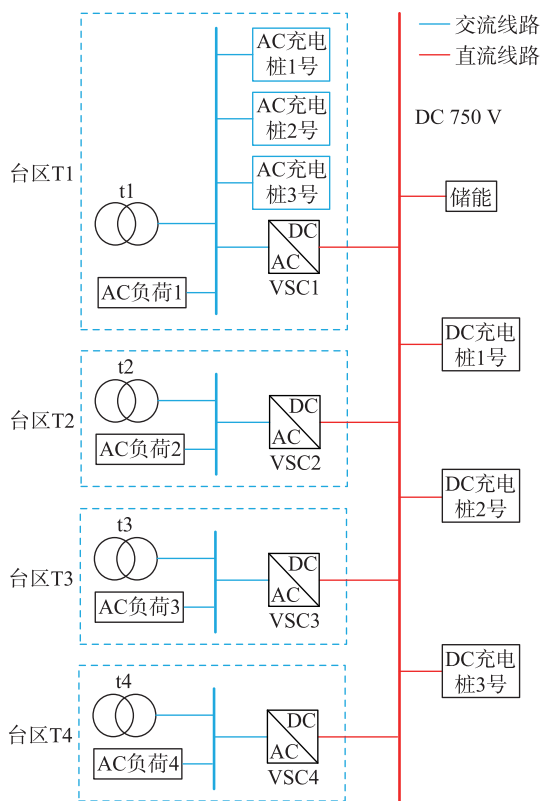 交流线路
直流线路
DC 750 V
台区T1
AC充电
桩1号
AC充电
桩2号
AC充电
桩3号
t1
DC
AC
VSC1
AC负荷1
储能
DC充电
桩1号
台区T2
t2
AC负荷2
DC
AC
VSC2
DC充电
桩2号
台区T3
t3
AC负荷3
DC
AC
VSC3
DC充电
桩3号
台区T4
t4
AC负荷4
DC
AC
VSC4